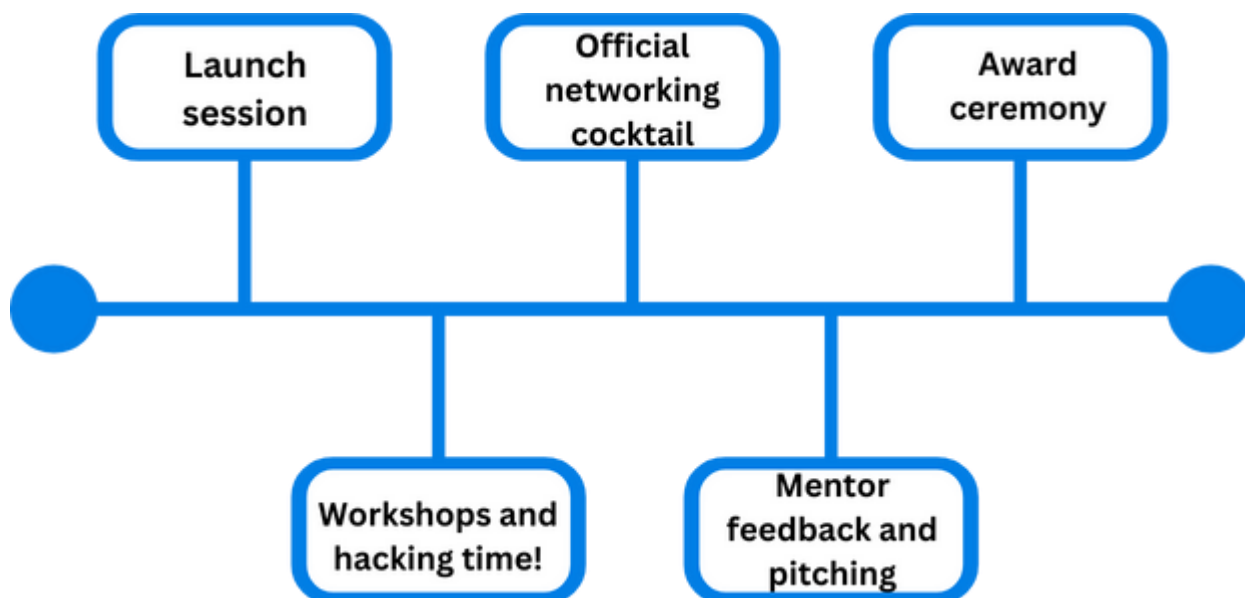 Launch
session
Official
networking
cocktail
Award
ceremony
Workshops and
hacking time!
Mentor
feedback and
pitching